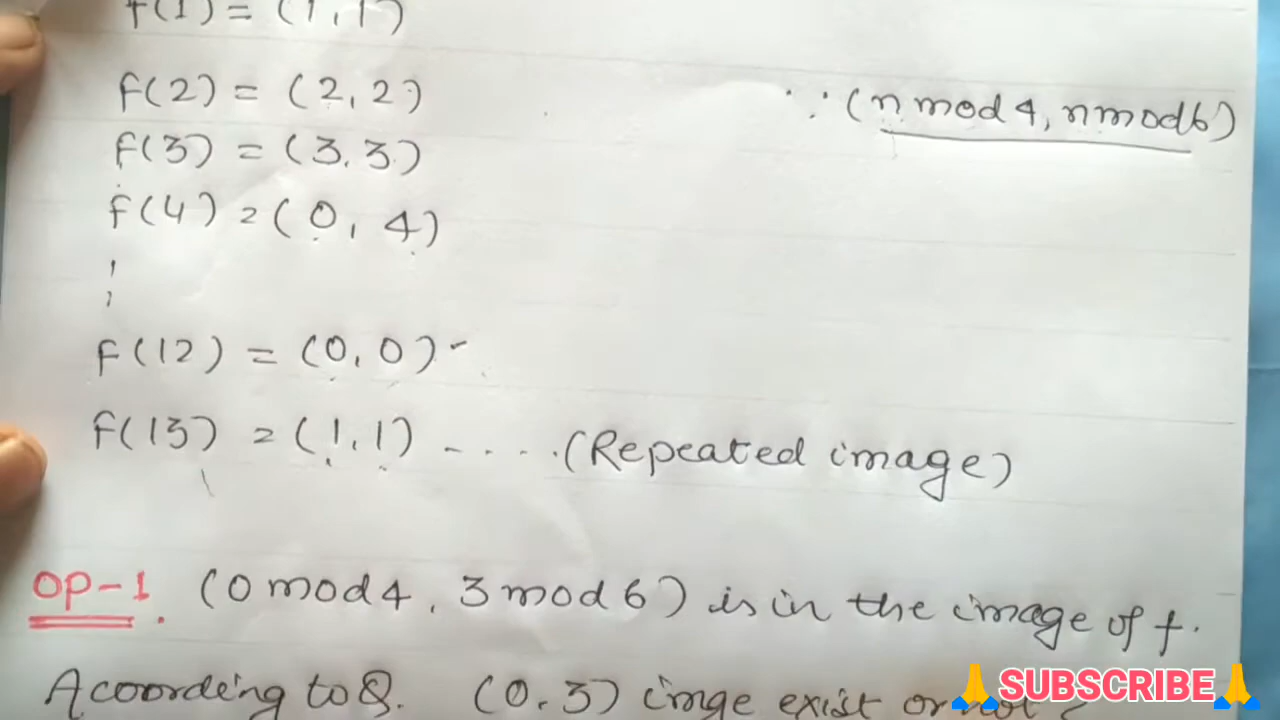 f(1) = (1,1)
f(2) = (2,2)
∵ (n mod 4, n mod 6)
f(3) = (3,3)
f(4) = (0, 4)
f(12) = (0,0)
f(13) = (1,1) - - - - (Repeated image)
OP-1. (0 mod 4, 3 mod 6) is in the image of f.
Acoording to Q. (0,3) imge exist or not ?
🙏SUBSCRIBE🙏